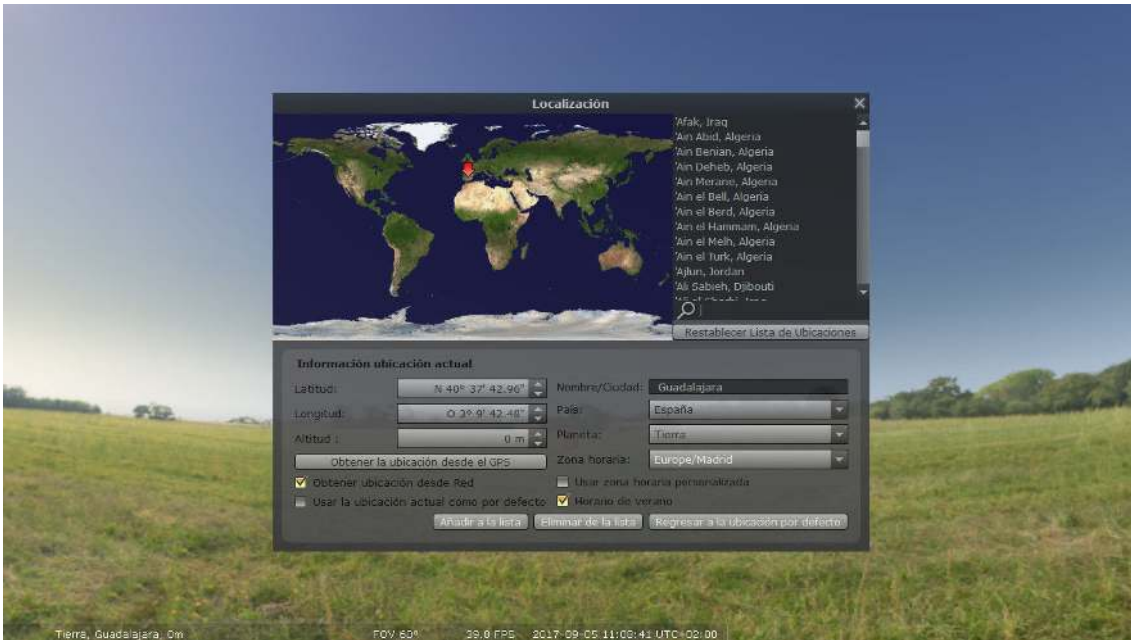 Localización
'Afak, Iraq
'Ain Abid, Algeria
'Ain Benian, Algeria
'Ain Deheb, Algeria
'Ain Merane, Algeria
'Ain el Bell, Algeria
'Ain el Berd, Algeria
'Ain el Hammam, Algeria
'Ain el Melh, Algeria
'Ain el Turk, Algeria
'Ajlun, Jordan
'Ali Sabieh, Djibouti
Restablecer Lista de Ubicaciones
Información ubicación actual
Latitud: N 40° 37' 42.96"
Nombre/Ciudad: Guadalajara
Longitud: O 3° 9' 42.48"
País: España
Altitud : 0 m
Planeta: Tierra
Obtener la ubicación desde el GPS
Zona horaria: Europe/Madrid
Obtener ubicación desde Red
Usar zona horaria personalizada
Usar la ubicación actual como por defecto
Horario de verano
Añadir a la lista
Eliminar de la lista
Regresar a la ubicación por defecto
Tierra, Guadalajara, 0m FOV 60° 39.0 FPS 2017-09-05 11:08:41 UTC+02:00